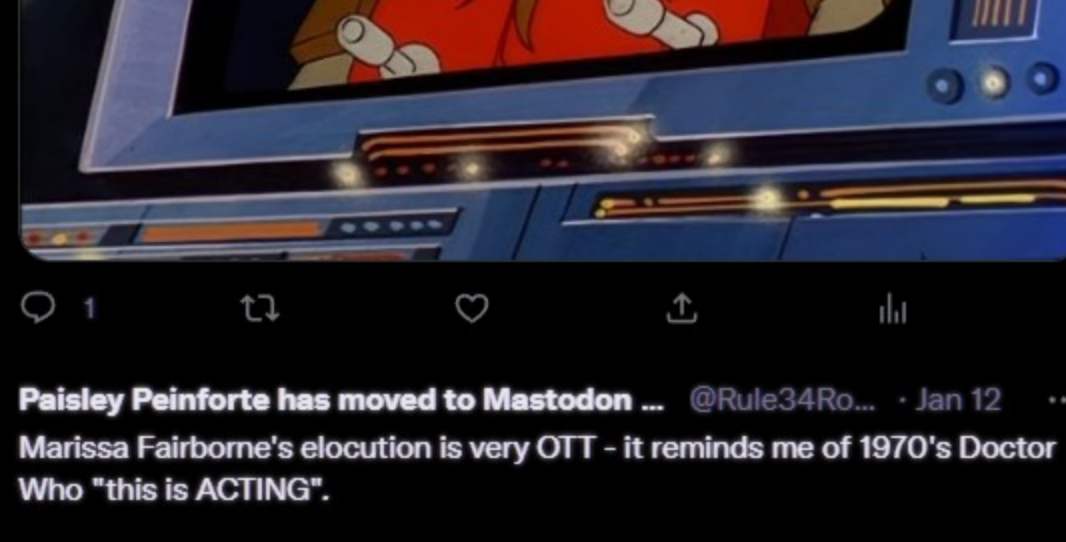 1
Paisley Peinforte has moved to Mastodon ... @Rule34Ro... · Jan 12
Marissa Fairborne's elocution is very OTT - it reminds me of 1970's Doctor
Who "this is ACTING".